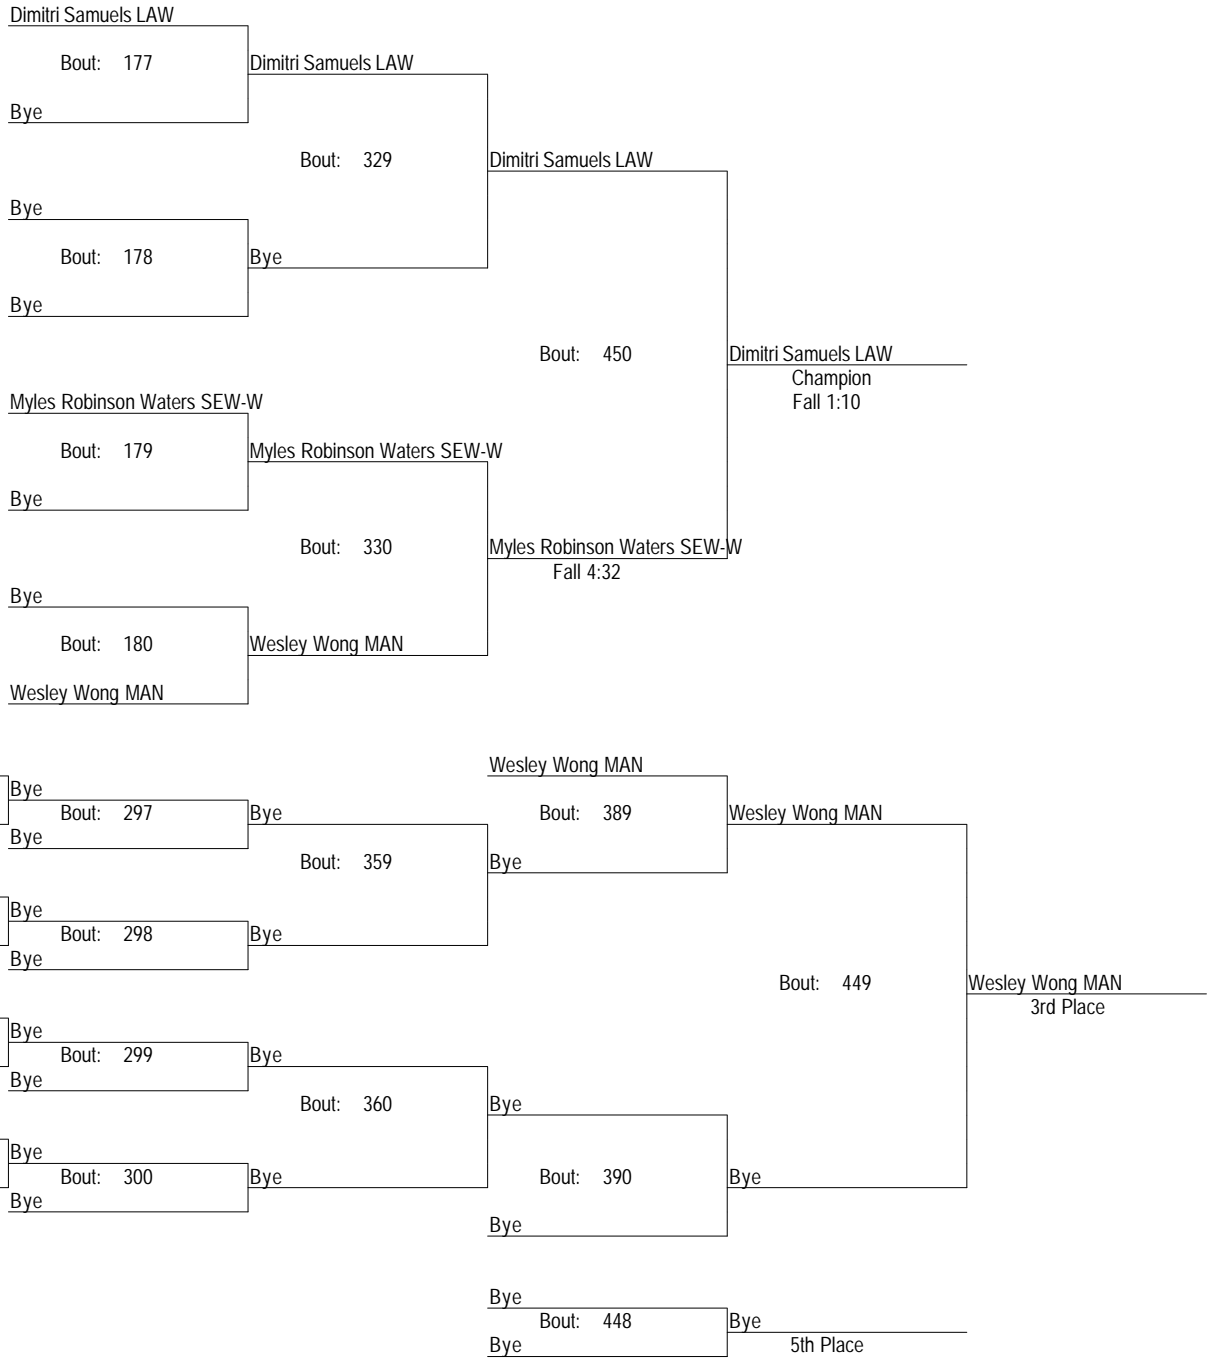 Dimitri Samuels LAW
Bout: 177 Dimitri Samuels LAW
Bye
Bout: 329 Dimitri Samuels LAW
Bye
Bout: 178 Bye
Bye
Bout: 450 Dimitri Samuels LAW
Champion
Myles Robinson Waters SEW-W Fall 1:10
Bout: 179 Myles Robinson Waters SEW-W
Bye
Bout: 330 Myles Robinson Waters SEW-W
Fall 4:32
Bye
Bout: 180 Wesley Wong MAN
Wesley Wong MAN
Wesley Wong MAN
Bye
Bout: 297 Bye Bout: 389 Wesley Wong MAN
Bye
Bout: 359 Bye
Bye
Bout: 298 Bye
Bye
Bout: 449 Wesley Wong MAN
3rd Place
Bye
Bout: 299 Bye
Bye
Bout: 360 Bye
Bye
Bout: 300 Bye Bout: 390 Bye
Bye
Bye
Bye
Bout: 448 Bye
Bye 5th Place